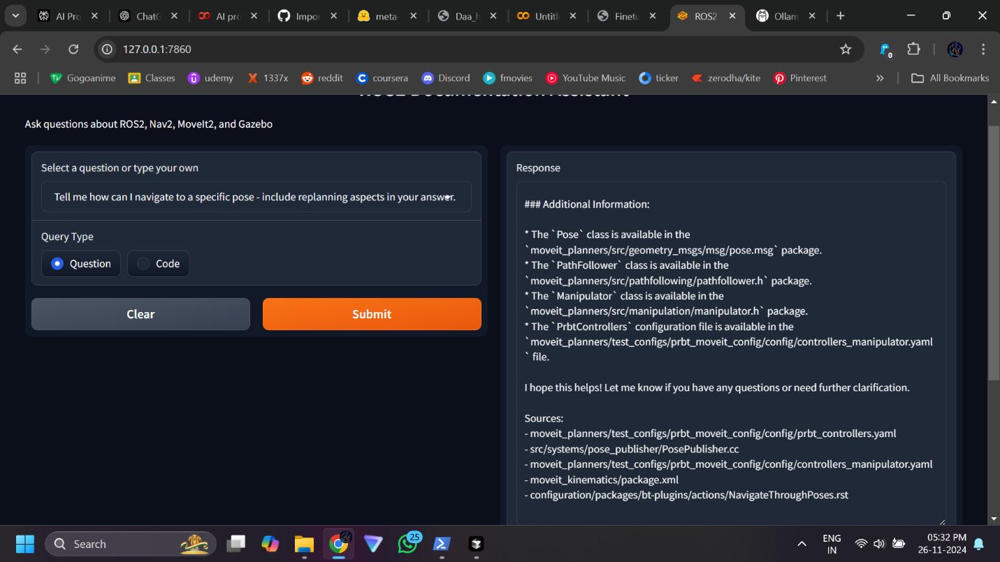 AI Pro
ChatG
AI pro
Impor
meta-
Daa_h
Untitle
Finetu
ROS2
Ollam
127.0.0.1:7860
0
Gogoanime
Classes
udemy
1337x
reddit
coursera
Discord
fmovies
YouTube Music
ticker
zerodha/kite
Pinterest
»
All Bookmarks
ROS2 Documentation Assistant
Ask questions about ROS2, Nav2, MoveIt2, and Gazebo
Select a question or type your own
Tell me how can I navigate to a specific pose - include replanning aspects in your answer.
Query Type
Question
Code
Clear
Submit
Response
### Additional Information:
* The `Pose` class is available in the
`moveit_planners/src/geometry_msgs/msg/pose.msg` package.
* The `PathFollower` class is available in the
`moveit_planners/src/pathfollowing/pathfollower.h` package.
* The `Manipulator` class is available in the
`moveit_planners/src/manipulation/manipulator.h` package.
* The `PrbtControllers` configuration file is available in the
`moveit_planners/test_configs/prbt_moveit_config/config/controllers_manipulator.yaml
` file.
I hope this helps! Let me know if you have any questions or need further clarification.
Sources:
- moveit_planners/test_configs/prbt_moveit_config/config/prbt_controllers.yaml
- src/systems/pose_publisher/PosePublisher.cc
- moveit_planners/test_configs/prbt_moveit_config/config/controllers_manipulator.yaml
- moveit_kinematics/package.xml
- configuration/packages/bt-plugins/actions/NavigateThroughPoses.rst
Search
25
ENG
IN
05:32 PM
26-11-2024